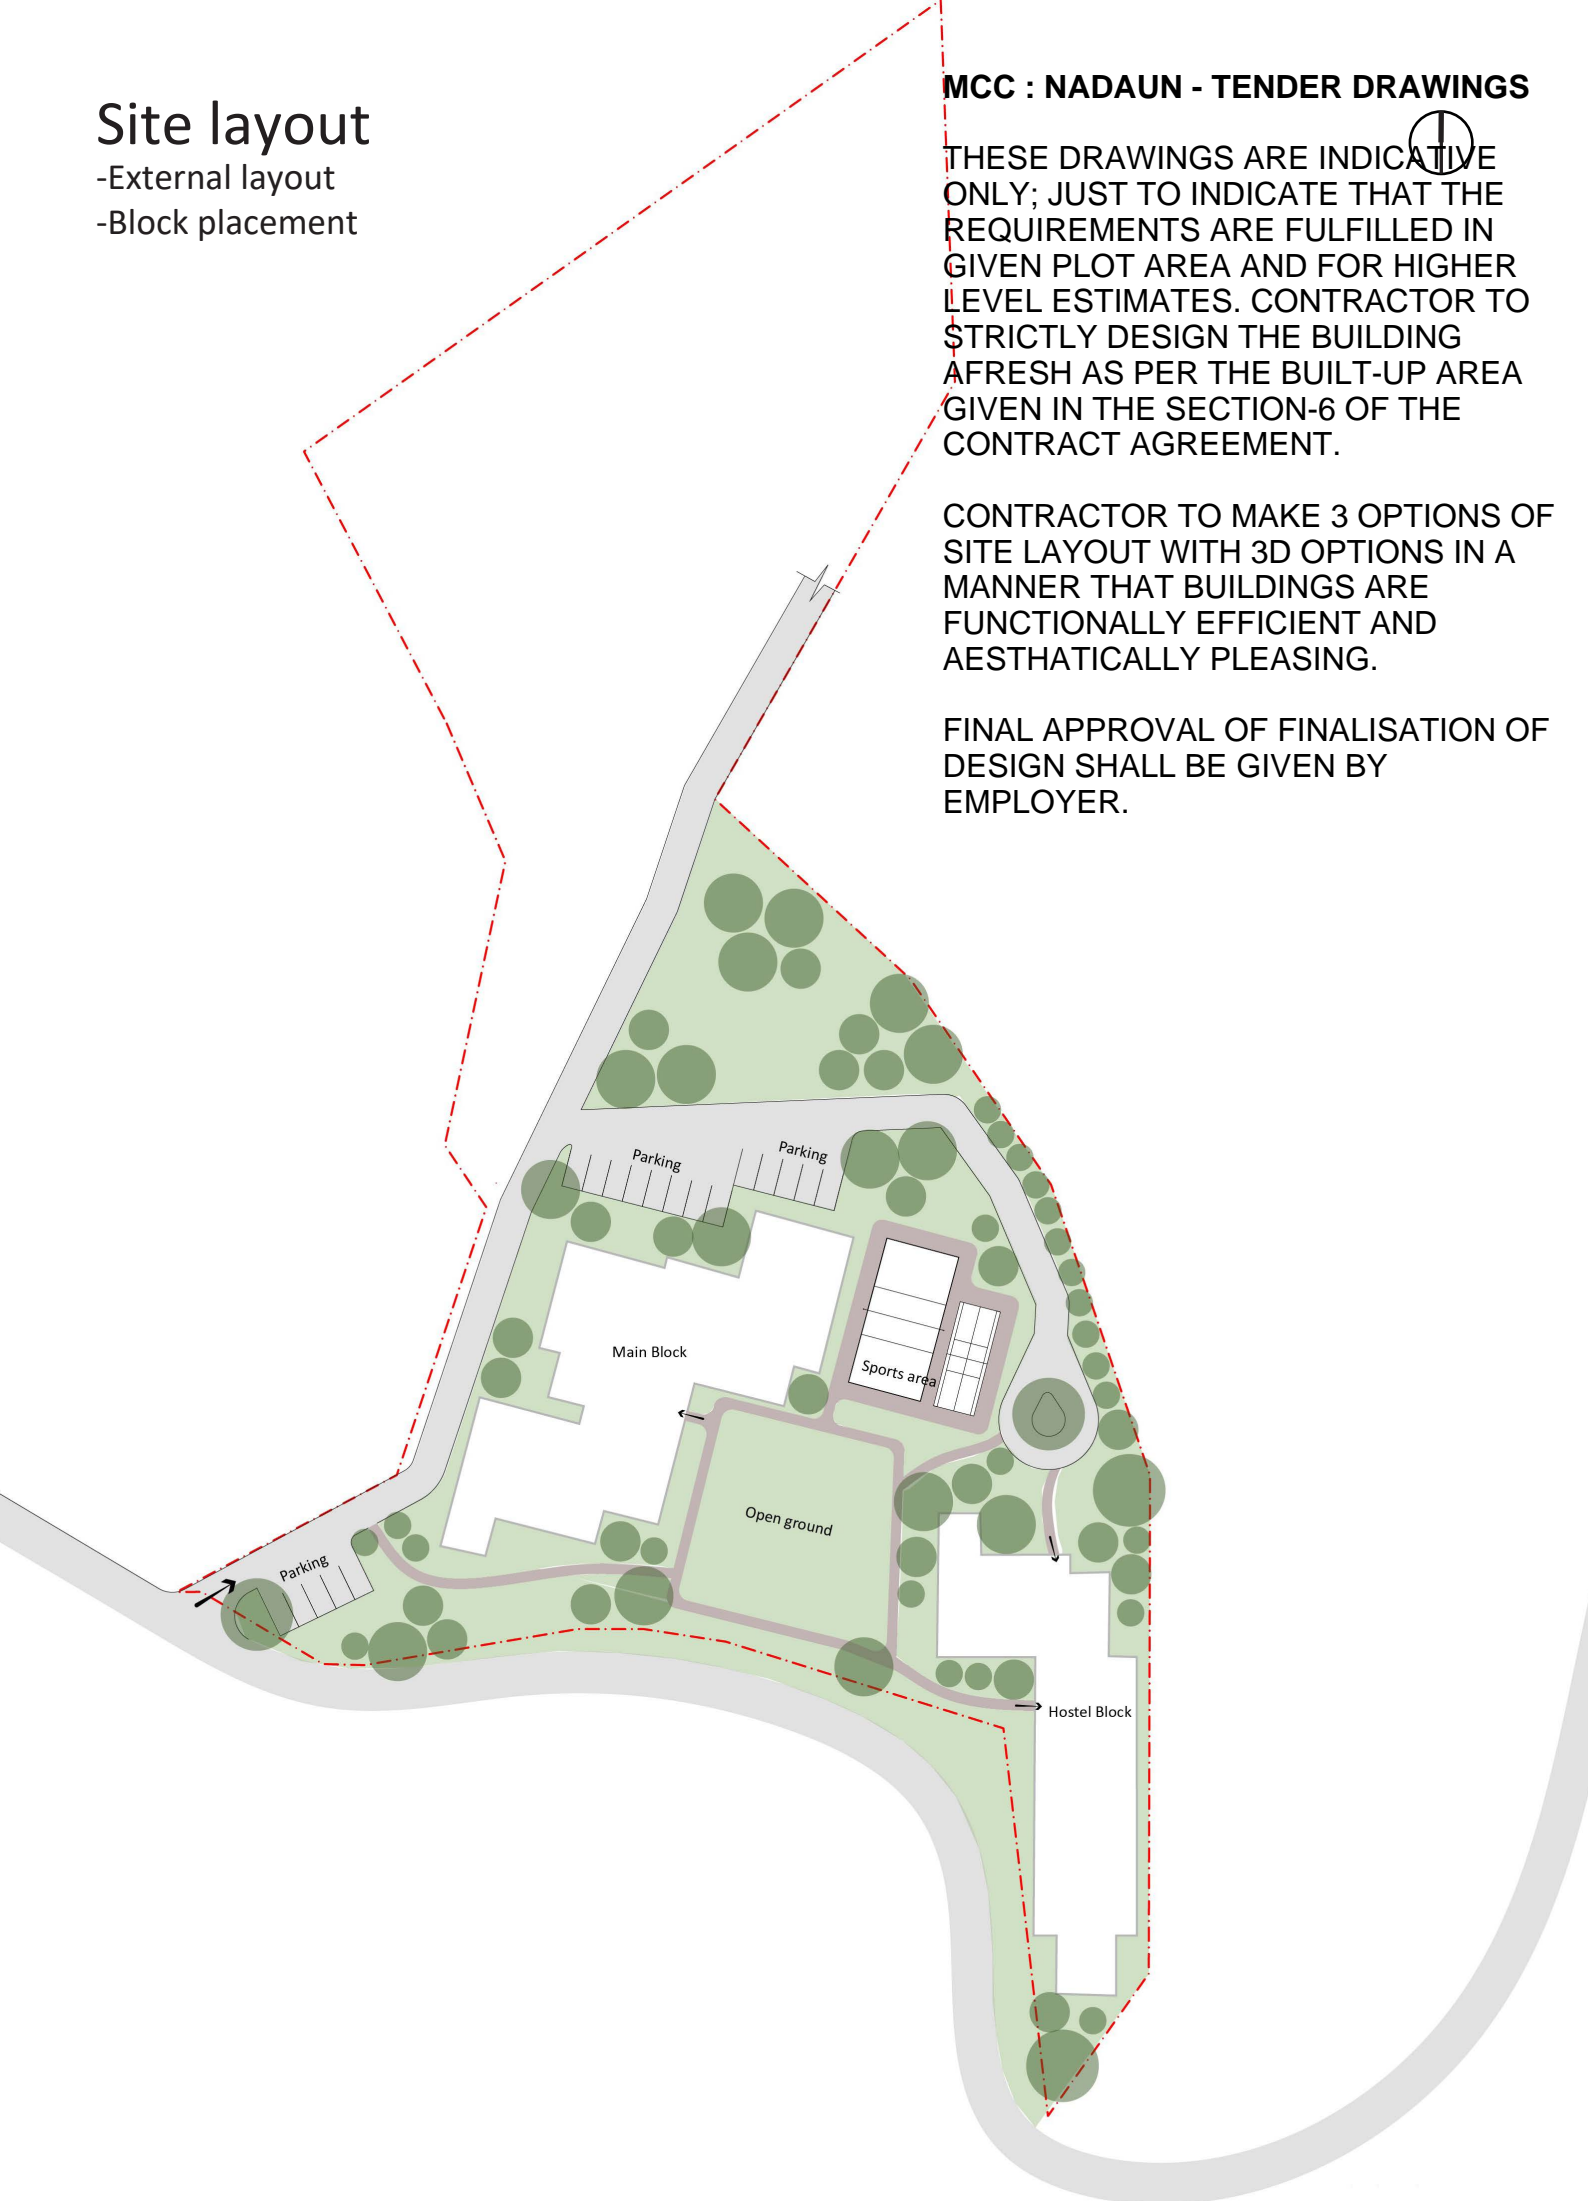 Site layout
-External layout
-Block placement
MCC : NADAUN - TENDER DRAWINGS
THESE DRAWINGS ARE INDICATIVE
ONLY; JUST TO INDICATE THAT THE
REQUIREMENTS ARE FULFILLED IN
GIVEN PLOT AREA AND FOR HIGHER
LEVEL ESTIMATES. CONTRACTOR TO
STRICTLY DESIGN THE BUILDING
AFRESH AS PER THE BUILT-UP AREA
GIVEN IN THE SECTION-6 OF THE
CONTRACT AGREEMENT.
CONTRACTOR TO MAKE 3 OPTIONS OF
SITE LAYOUT WITH 3D OPTIONS IN A
MANNER THAT BUILDINGS ARE
FUNCTIONALLY EFFICIENT AND
AESTHATICALLY PLEASING.
FINAL APPROVAL OF FINALISATION OF
DESIGN SHALL BE GIVEN BY
EMPLOYER.
Parking
Parking
Main Block
Sports area
Open ground
Parking
Hostel Block